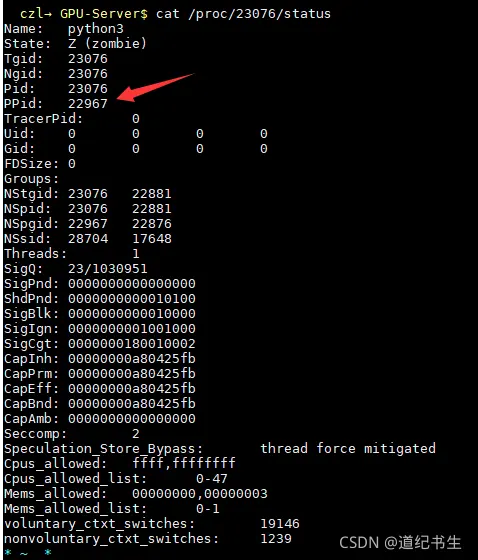 czl→ GPU-Server$ cat /proc/23076/status
Name: python3
State: Z (zombie)
Tgid: 23076
Ngid: 23076
Pid: 23076
PPid: 22967
TracerPid: 0
Uid: 0 0 0 0
Gid: 0 0 0 0
FDSize: 0
Groups:
NStgid: 23076 22881
NSpid: 23076 22881
NSpgid: 22967 22876
NSsid: 28704 17648
Threads: 1
SigQ: 23/1030951
SigPnd: 0000000000000000
ShdPnd: 0000000000010100
SigBlk: 0000000000010000
SigIgn: 0000000001001000
SigCgt: 0000000180010002
CapInh: 00000000a80425fb
CapPrm: 00000000a80425fb
CapEff: 00000000a80425fb
CapBnd: 00000000a80425fb
CapAmb: 0000000000000000
Seccomp: 2
Speculation_Store_Bypass: thread force mitigated
Cpus_allowed: ffff,ffffffff
Cpus_allowed_list: 0-47
Mems_allowed: 00000000,00000003
Mems_allowed_list: 0-1
voluntary_ctxt_switches: 19146
nonvoluntary_ctxt_switches: 1239
* ~ *
CSDN @道纪书生